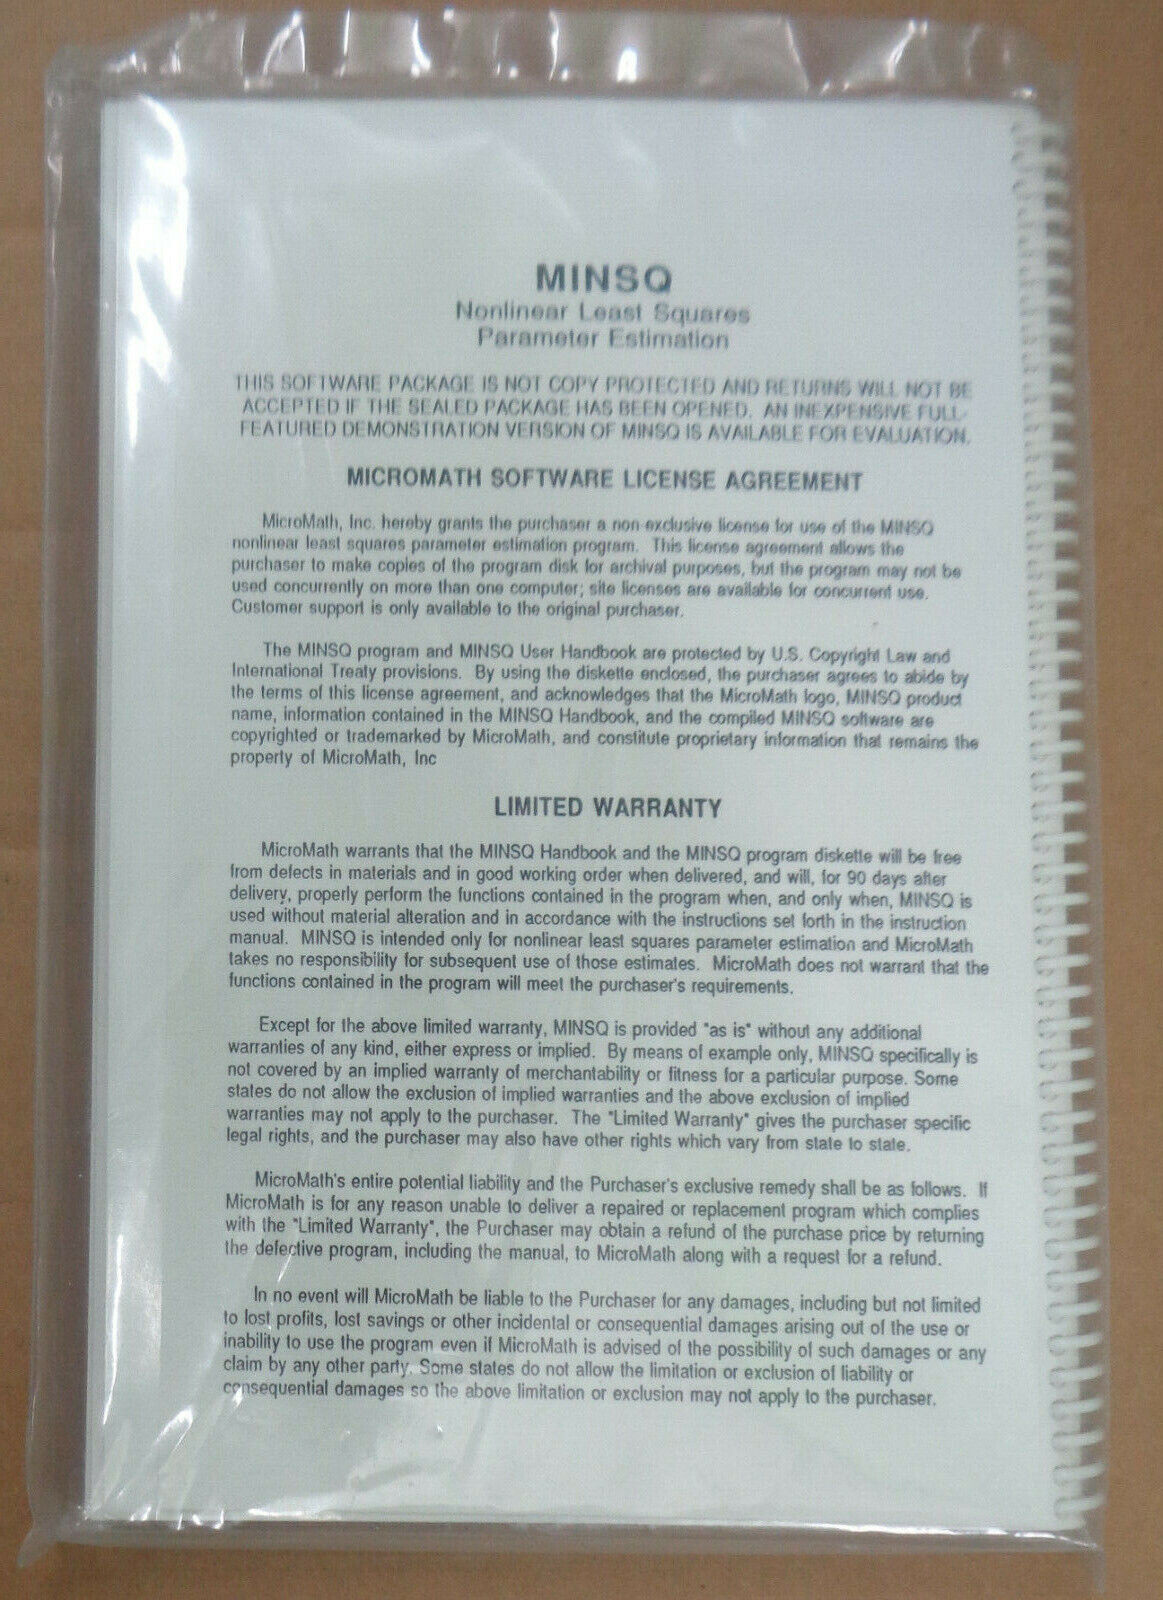 MINSQ
Nonlinear Least Squares
Parameter Estimation
THIS SOFTWARE PACKAGE IS NOT COPY PROTECTED AND RETURNS WILL NOT BE
ACCEPTED IF THE SEALED PACKAGE HAS BEEN OPENED. AN INEXPENSIVE FULL-
FEATURED DEMONSTRATION VERSION OF MINSQ IS AVAILABLE FOR EVALUATION.
MICROMATH SOFTWARE LICENSE AGREEMENT
MicroMath, Inc. hereby grants the purchaser a non-exclusive license for use of the MINSQ
nonlinear least squares parameter estimation program. This license agreement allows the
purchaser to make copies of the program disk for archival purposes, but the program may not be
used concurrently on more than one computer; site licenses are available for concurrent use.
Customer support is only available to the original purchaser.
The MINSQ program and MINSQ User Handbook are protected by U.S. Copyright Law and
International Treaty provisions. By using the diskette enclosed, the purchaser agrees to abide by
the terms of this license agreement, and acknowledges that the MicroMath logo, MINSQ product
name, information contained in the MINSQ Handbook, and the compiled MINSQ software are
copyrighted or trademarked by MicroMath, and constitute proprietary information that remains the
property of MicroMath, Inc
LIMITED WARRANTY
MicroMath warrants that the MINSQ Handbook and the MINSQ program diskette will be free
from defects in materials and in good working order when delivered, and will, for 90 days after
delivery, properly perform the functions contained in the program when, and only when, MINSQ is
used without material alteration and in accordance with the instructions set forth in the instruction
manual. MINSQ is intended only for nonlinear least squares parameter estimation and MicroMath
takes no responsibility for subsequent use of those estimates. MicroMath does not warrant that the
functions contained in the program will meet the purchaser's requirements.
Except for the above limited warranty, MINSQ is provided "as is" without any additional
warranties of any kind, either express or implied. By means of example only, MINSQ specifically is
not covered by an implied warranty of merchantability or fitness for a particular purpose. Some
states do not allow the exclusion of implied warranties and the above exclusion of implied
warranties may not apply to the purchaser. The "Limited Warranty" gives the purchaser specific
legal rights, and the purchaser may also have other rights which vary from state to state.
MicroMath's entire potential liability and the Purchaser's exclusive remedy shall be as follows. If
MicroMath is for any reason unable to deliver a repaired or replacement program which complies
with the "Limited Warranty", the Purchaser may obtain a refund of the purchase price by returning
the defective program, including the manual, to MicroMath along with a request for a refund.
In no event will MicroMath be liable to the Purchaser for any damages, including but not limited
to lost profits, lost savings or other incidental or consequential damages arising out of the use or
inability to use the program even if MicroMath is advised of the possibility of such damages or any
claim by any other party. Some states do not allow the limitation or exclusion of liability or
consequential damages so the above limitation or exclusion may not apply to the purchaser.